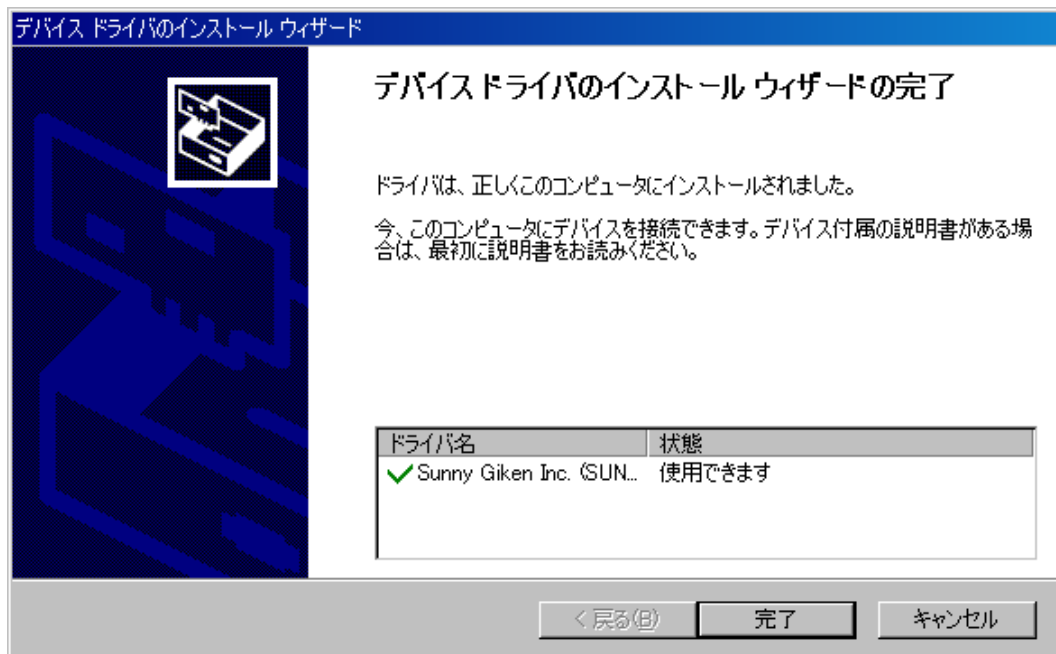 デバイス ドライバのインストール ウィザード
デバイス ドライバのインストール ウィザードの完了
ドライバは、正しくこのコンピュータにインストールされました。
今、このコンピュータにデバイスを接続できます。デバイス付属の説明書がある場
合は、最初に説明書をお読みください。
ドライバ名 状態
Sunny Giken Inc. (SUN... 使用できます
< 戻る(B) 完了 キャンセル